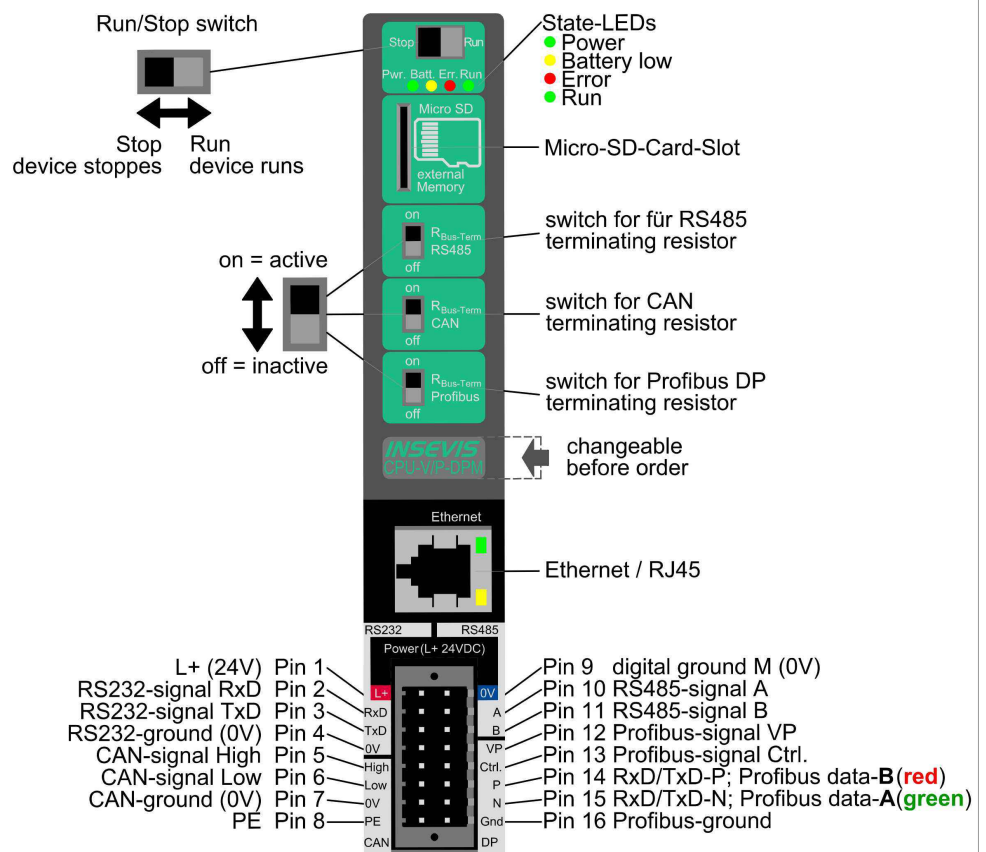 Run/Stop switch
Stop
device stoppes
Run
device runs
Stop
Run
Pwr. Batt. Err. Run
State-LEDs
Power
Battery low
Error
Run
Micro SD
external
Memory
Micro-SD-Card-Slot
on
RBus-Term
RS485
off
switch for für RS485
terminating resistor
on = active
off = inactive
on
RBus-Term
CAN
off
switch for CAN
terminating resistor
on
RBus-Term
Profibus
off
switch for Profibus DP
terminating resistor
INSEVIS
CPU-V/P-DPM
changeable
before order
Ethernet
Ethernet / RJ45
RS232
RS485
Power(L+ 24VDC)
L+ (24V) Pin 1
RS232-signal RxD Pin 2
RS232-signal TxD Pin 3
RS232-ground (0V) Pin 4
CAN-signal High Pin 5
CAN-signal Low Pin 6
CAN-ground (0V) Pin 7
PE Pin 8
L+
RxD
TxD
0V
High
Low
0V
PE
CAN
0V
A
B
VP
Ctrl.
P
N
Gnd
DP
Pin 9 digital ground M (0V)
Pin 10 RS485-signal A
Pin 11 RS485-signal B
Pin 12 Profibus-signal VP
Pin 13 Profibus-signal Ctrl.
Pin 14 RxD/TxD-P; Profibus data-B(red)
Pin 15 RxD/TxD-N; Profibus data-A(green)
Pin 16 Profibus-ground